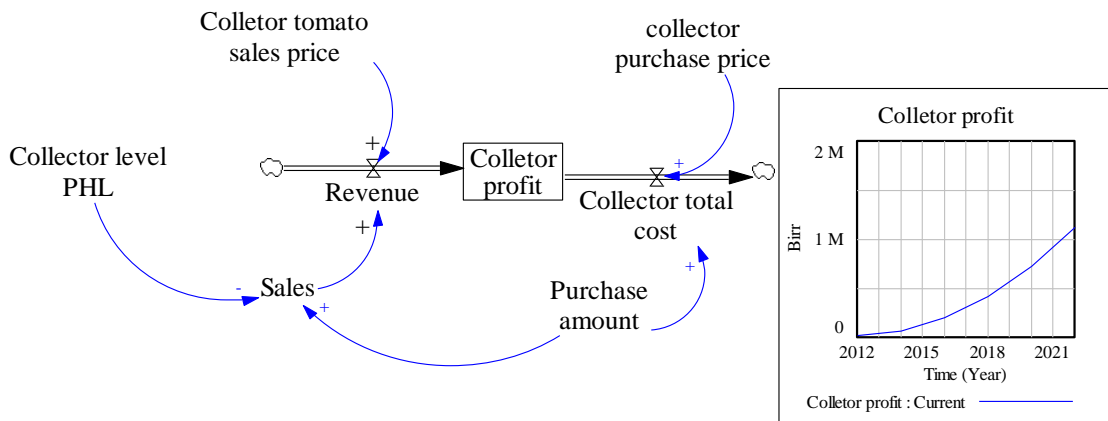 Colletor tomato
sales price
collector
purchase price
Collector level
PHL
+
Revenue
+
Colletor
profit
+
Collector total
cost
+
-
Sales
+
Purchase
amount
Colletor profit
2 M
1 M
0
Birr
2012 2015 2018 2021
Time (Year)
Colletor profit : Current